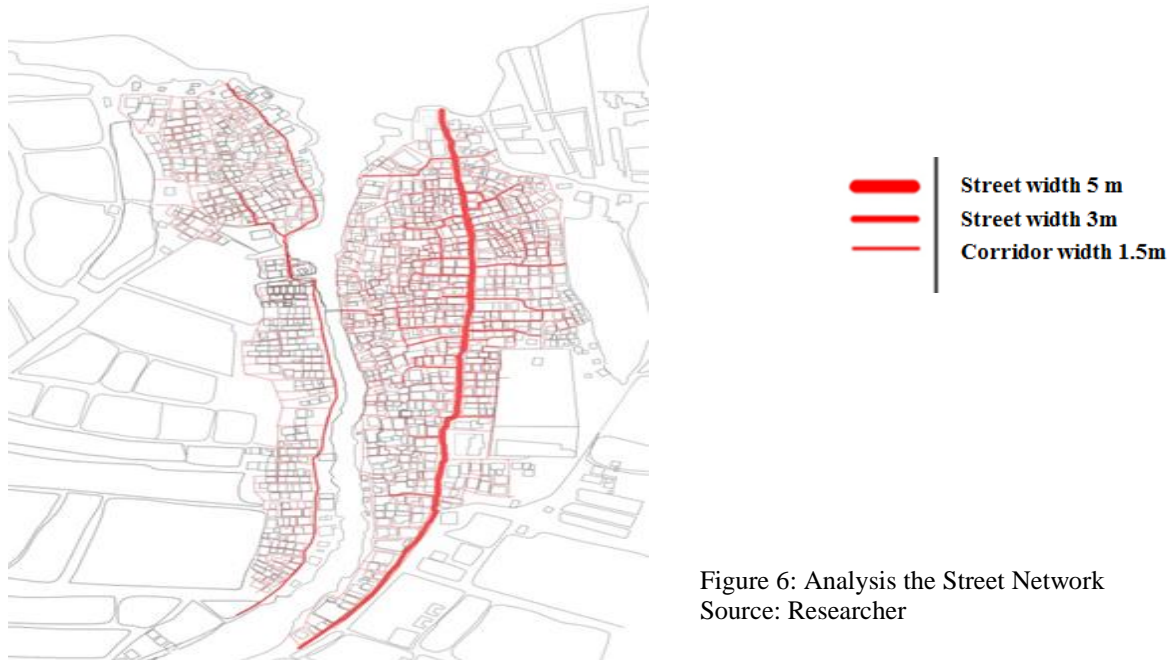 Street width 5 m
Street width 3m
Corridor width 1.5m
Figure 6: Analysis the Street Network
Source: Researcher